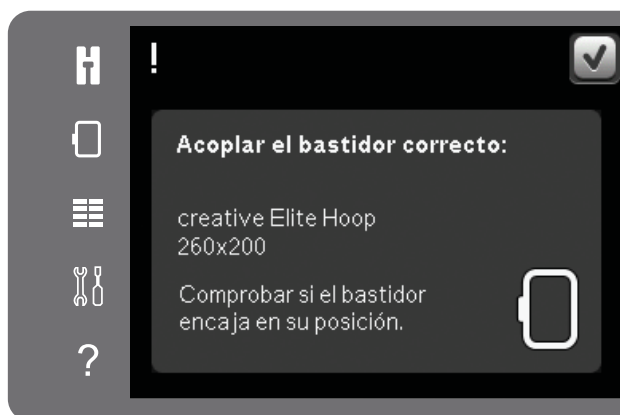 !
Acoplar el bastidor correcto:
creative Elite Hoop
260x200
Comprobar si el bastidor
encaja en su posición.
?